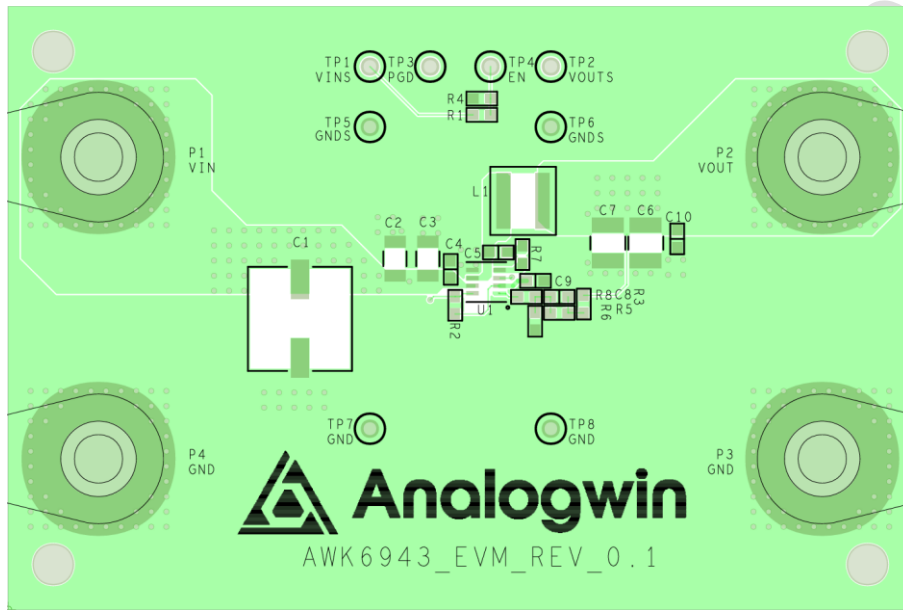 TP1
VINS
TP3
PGD
TP4
EN
TP2
VOUTS
R4
R1
TP5
GNDS
TP6
GNDS
P1
VIN
P2
VOUT
L1
C1
C2
C3
C4
C5
R7
C7
C6
C10
C9
U1
R2
R8
C8
R3
R6
R5
TP7
GND
TP8
GND
P4
GND
P3
GND
Analogwin
AWK6943_EVM_REV_0.1